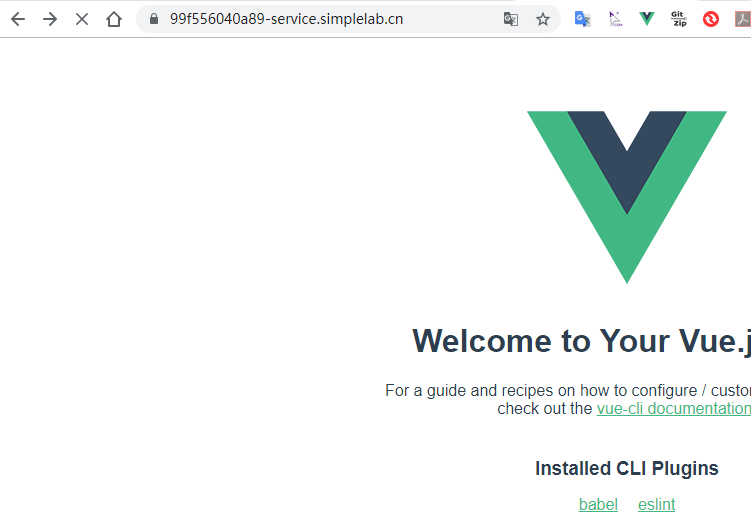 99f556040a89-service.simplelab.cn
Git
Zip
Welcome to Your Vue.j
For a guide and recipes on how to configure / custo
check out the vue-cli documentation
Installed CLI Plugins
babel eslint